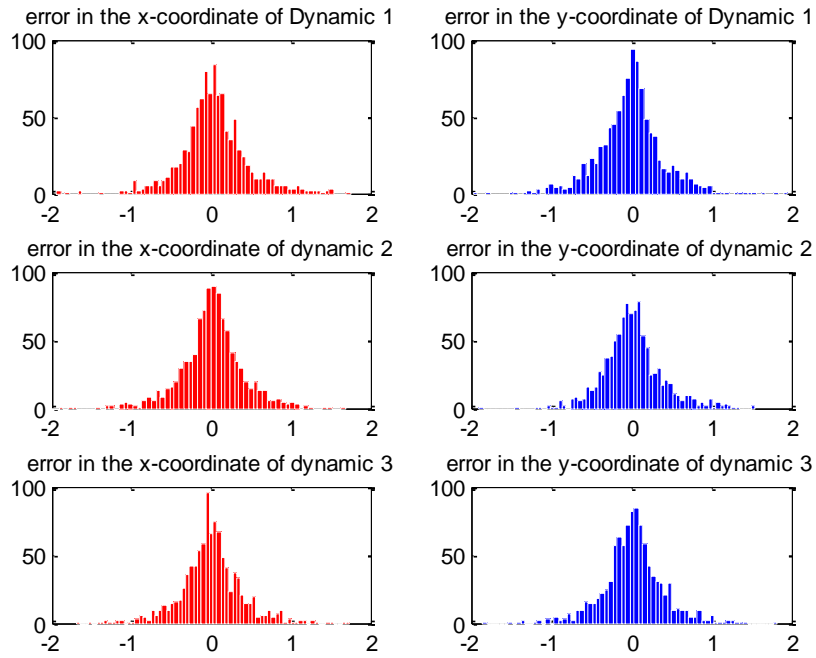 error in the x-coordinate of Dynamic 1
100
50
0
-2 -1 0 1 2
error in the y-coordinate of Dynamic 1
100
50
0
-2 -1 0 1 2
error in the x-coordinate of dynamic 2
100
50
0
-2 -1 0 1 2
error in the y-coordinate of dynamic 2
100
50
0
-2 -1 0 1 2
error in the x-coordinate of dynamic 3
100
50
0
-2 -1 0 1 2
error in the y-coordinate of dynamic 3
100
50
0
-2 -1 0 1 2